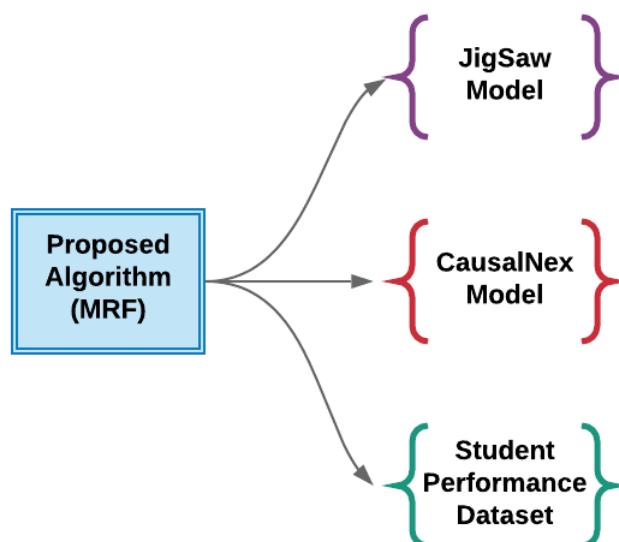 JigSaw
Model
Proposed
Algorithm
(MRF)
CausalNex
Model
Student
Performance
Dataset